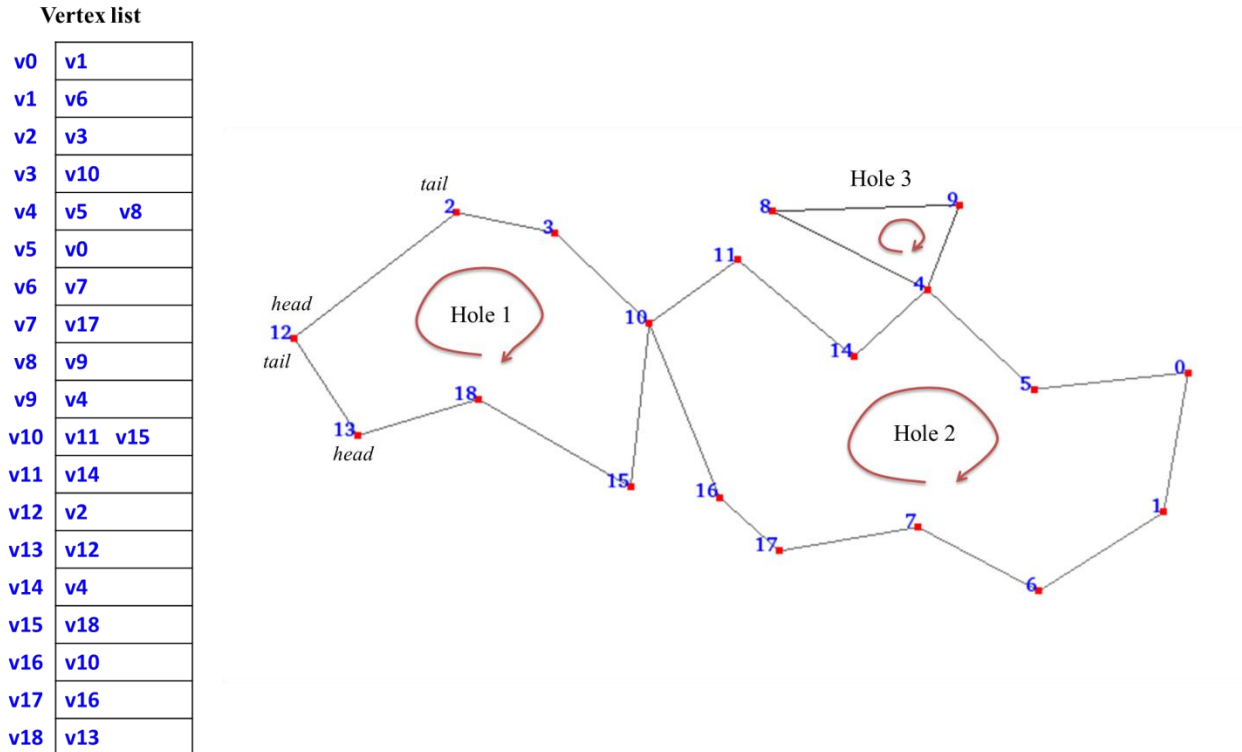 Vertex list
v0 v1
v1 v6
v2 v3
v3 v10
v4 v5 v8
v5 v0
v6 v7
v7 v17
v8 v9
v9 v4
v10 v11 v15
v11 v14
v12 v2
v13 v12
v14 v4
v15 v18
v16 v10
v17 v16
v18 v13
Hole 3
tail
2
3
8
9
11
4
head
12
tail
Hole 1
10
14
5
0
18
13
head
Hole 2
15
16
17
7
1
6